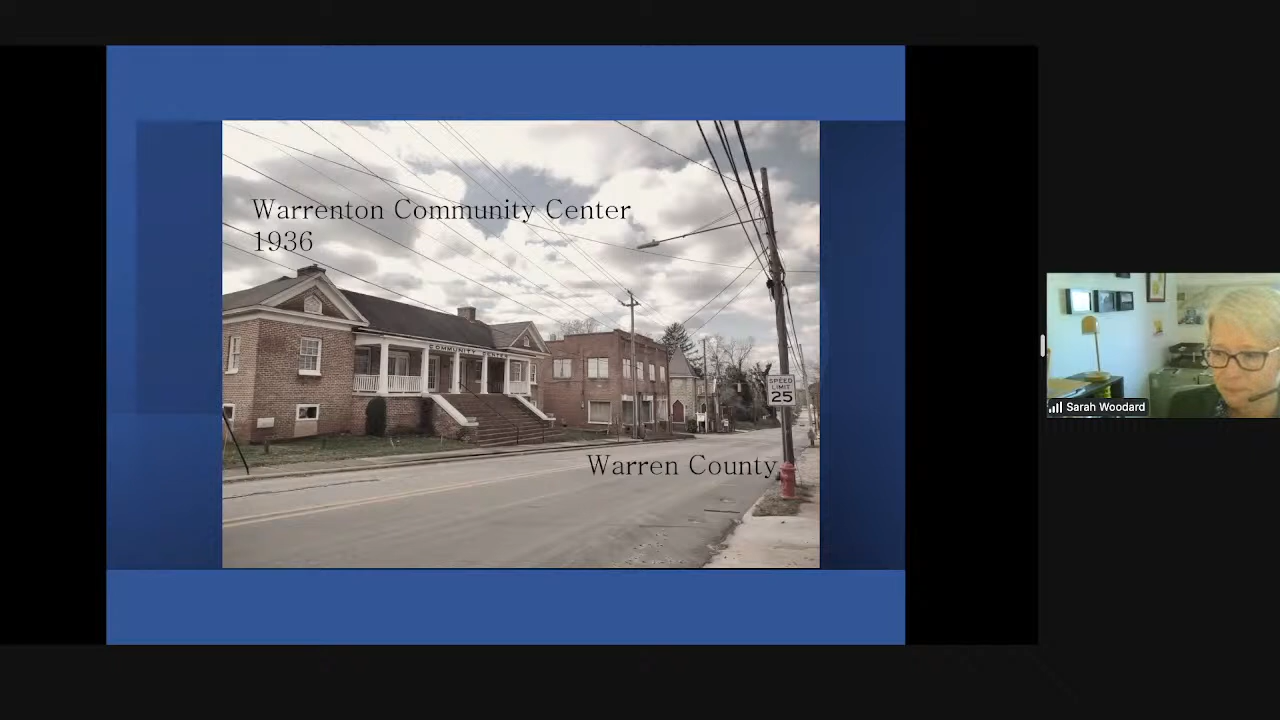 Warrenton Community Center
1936
COMMUNITY CENTER
SPEED
LIMIT
25
Warren County
Sarah Woodard